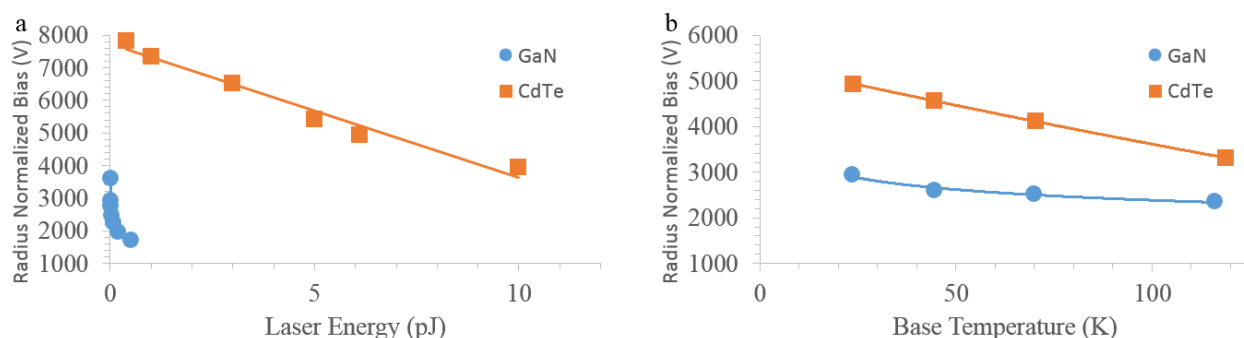 a
Radius Normalized Bias (V)
8000
7000
6000
5000
4000
3000
2000
1000
0
5
10
Laser Energy (pJ)
GaN
CdTe
b
Radius Normalized Bias (V)
6000
5000
4000
3000
2000
1000
0
50
100
Base Temperature (K)
GaN
CdTe